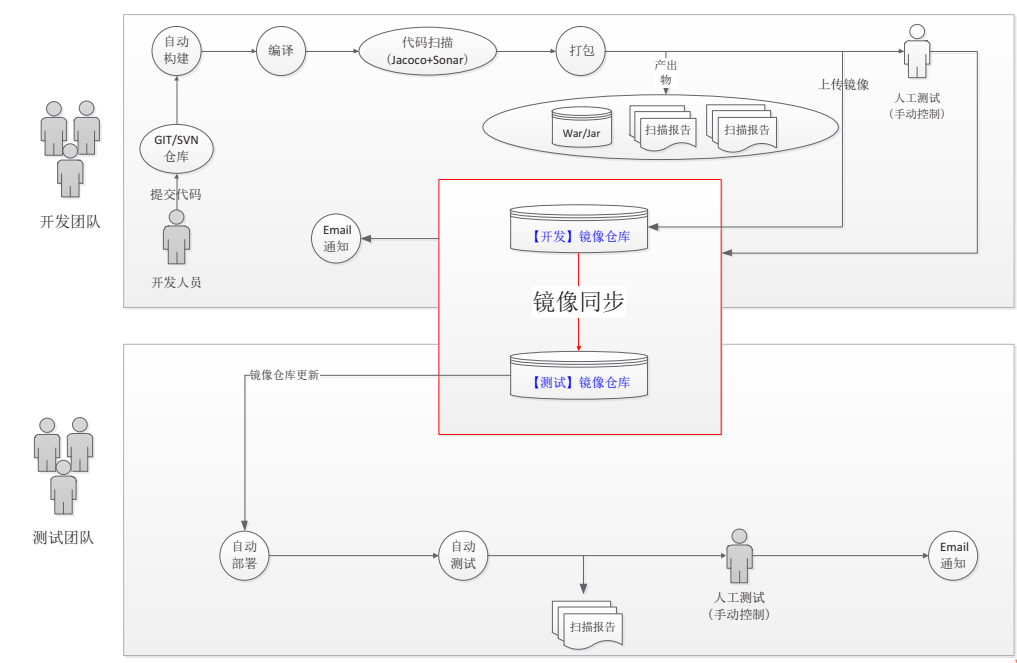 自动
构建
编译
代码扫描
（Jacoco+Sonar）
打包
产出
物
上传镜像
人工测试
（手动控制）
War/Jar
扫描报告
扫描报告
GIT/SVN
仓库
提交代码
开发人员
开发团队
Email
通知
【开发】镜像仓库
镜像同步
【测试】镜像仓库
镜像仓库更新
测试团队
自动
部署
自动
测试
扫描报告
人工测试
（手动控制）
Email
通知